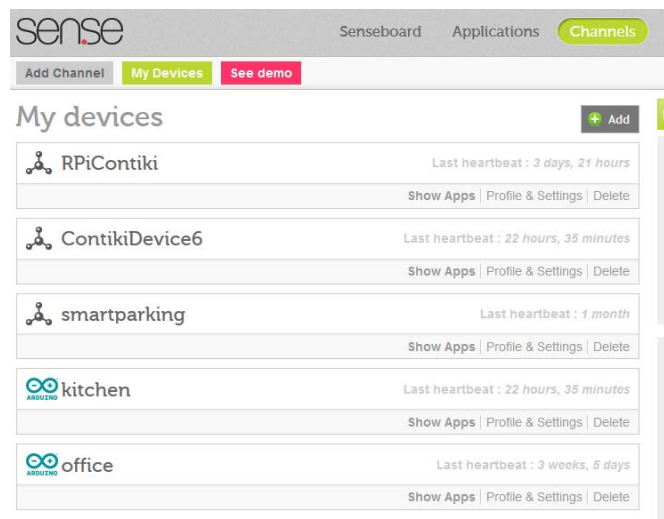 sense
Senseboard Applications Channels
Add Channel My Devices See demo
My devices
Add
RPiContiki
Last heartbeat : 3 days, 21 hours
Show Apps | Profile & Settings | Delete
ContikiDevice6
Last heartbeat : 22 hours, 35 minutes
Show Apps | Profile & Settings | Delete
smartparking
Last heartbeat : 1 month
Show Apps | Profile & Settings | Delete
ARDUINO kitchen
Last heartbeat : 22 hours, 35 minutes
Show Apps | Profile & Settings | Delete
ARDUINO office
Last heartbeat : 3 weeks, 5 days
Show Apps | Profile & Settings | Delete